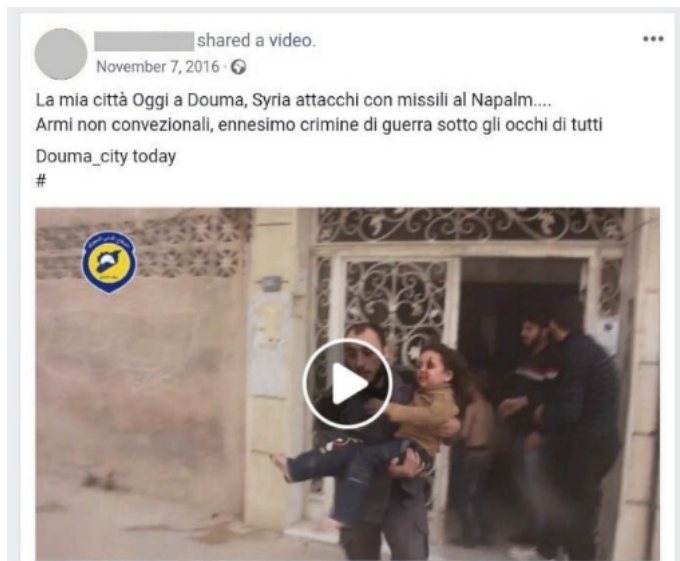 shared a video.
November 7, 2016 ·
La mia città Oggi a Douma, Syria attacchi con missili al Napalm....
Armi non convezionali, ennesimo crimine di guerra sotto gli occhi di tutti
Douma_city today
#